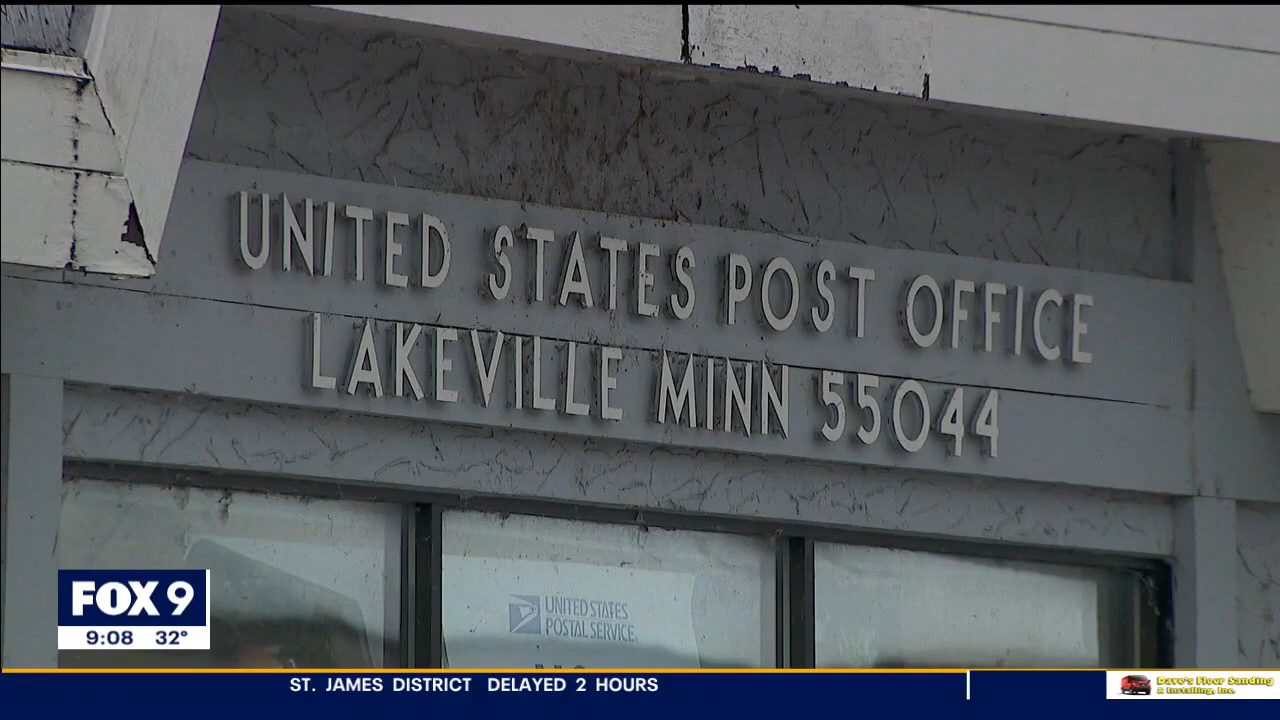 UNITED STATES POST OFFICE
LAKEVILLE MINN 55044
UNITED STATES
POSTAL SERVICE
FOX 9
9:08 32°
ST. JAMES DISTRICT DELAYED 2 HOURS
Dave's Floor Sanding
& Installing, Inc.